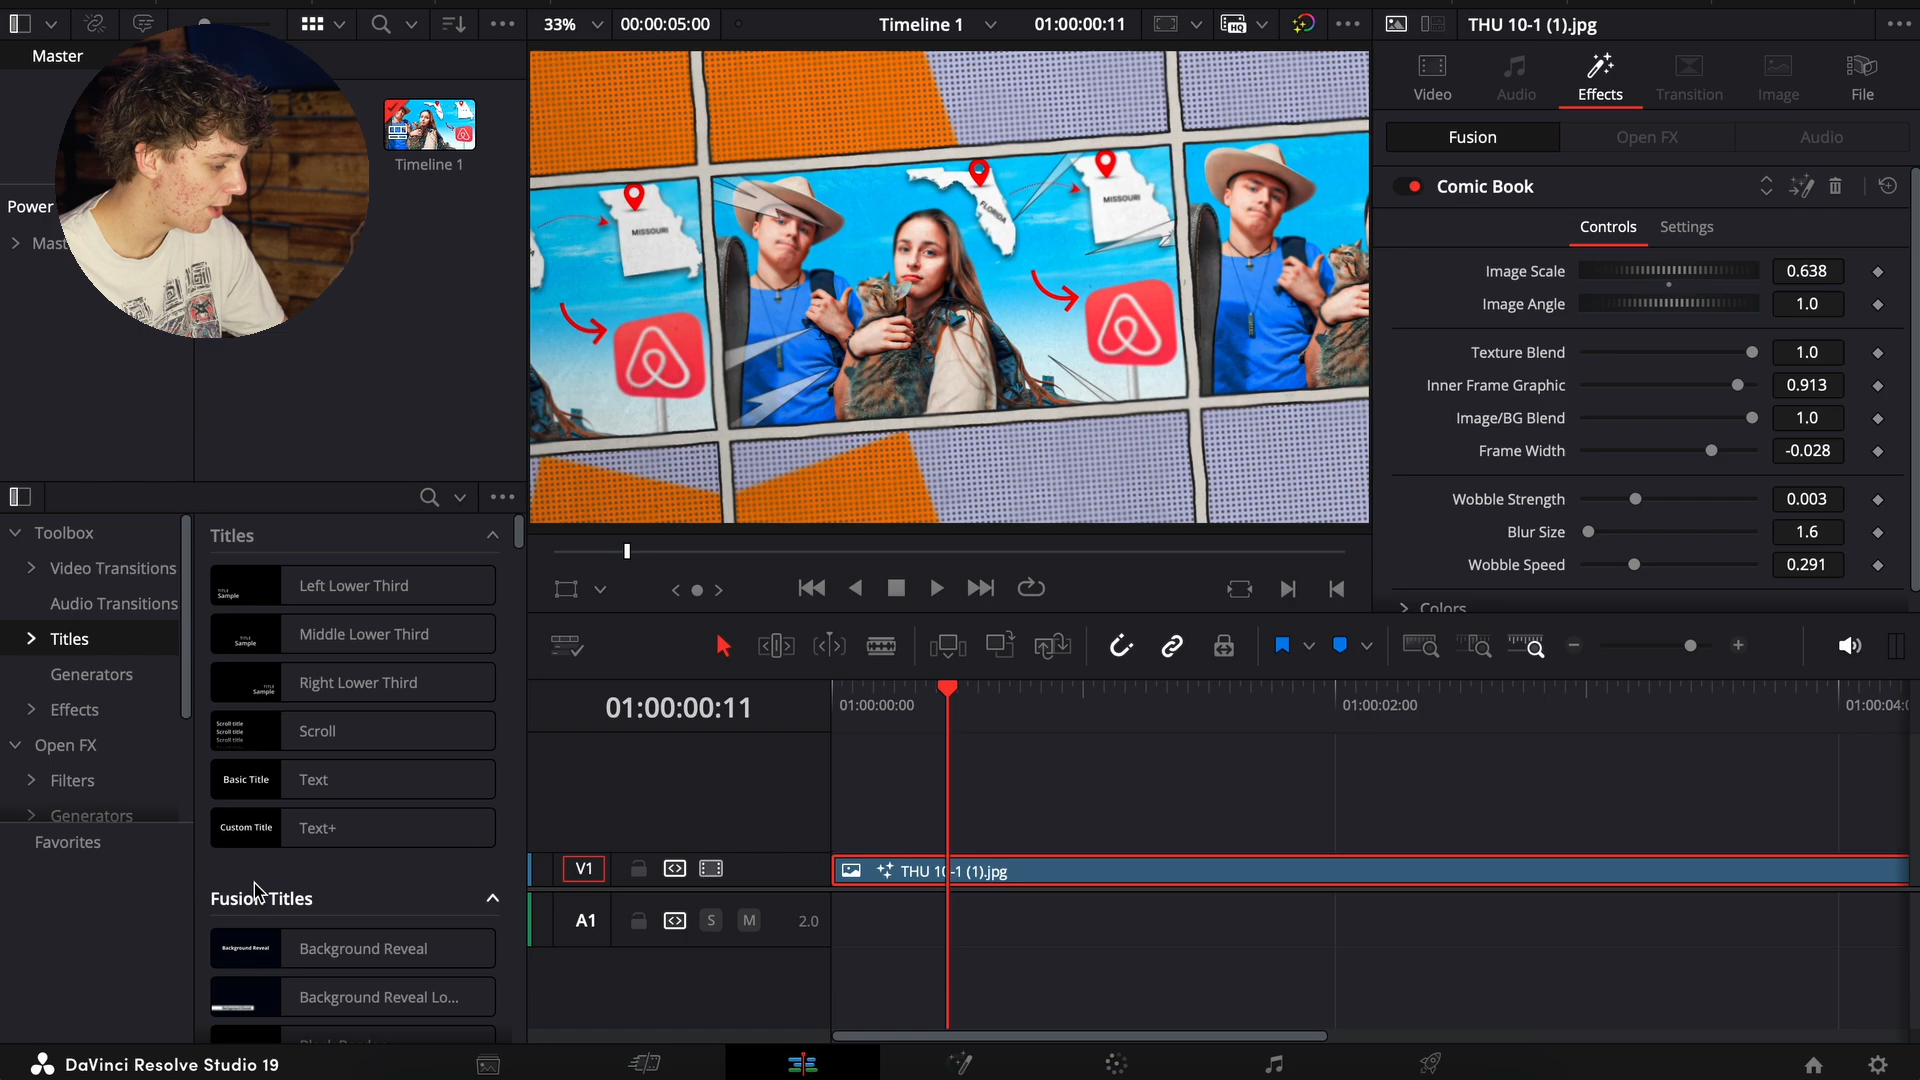 33%
00:00:05:00
Timeline 1
01:00:00:11
THU 10-1 (1).jpg
Master
Timeline 1
Power
Mast
MISSOURI
FLORIDA
MISSOURI
Video
Audio
Effects
Transition
Image
File
Fusion
Open FX
Audio
Comic Book
Controls
Settings
Image Scale 0.638
Image Angle 1.0
Texture Blend 1.0
Inner Frame Graphic 0.913
Image/BG Blend 1.0
Frame Width -0.028
Wobble Strength 0.003
Blur Size 1.6
Wobble Speed 0.291
Colors
Toolbox
Video Transitions
Audio Transitions
Titles
Generators
Effects
Open FX
Filters
Generators
Favorites
Titles
Left Lower Third
Middle Lower Third
Right Lower Third
Scroll
Basic Title
Text
Custom Title
Text+
Fusion Titles
Background Reveal
Background Reveal
Background Reveal Lo...
01:00:00:11
01:00:00:00
01:00:02:00
01:00:04:0
V1
THU 10-1 (1).jpg
A1
S
M
2.0
DaVinci Resolve Studio 19